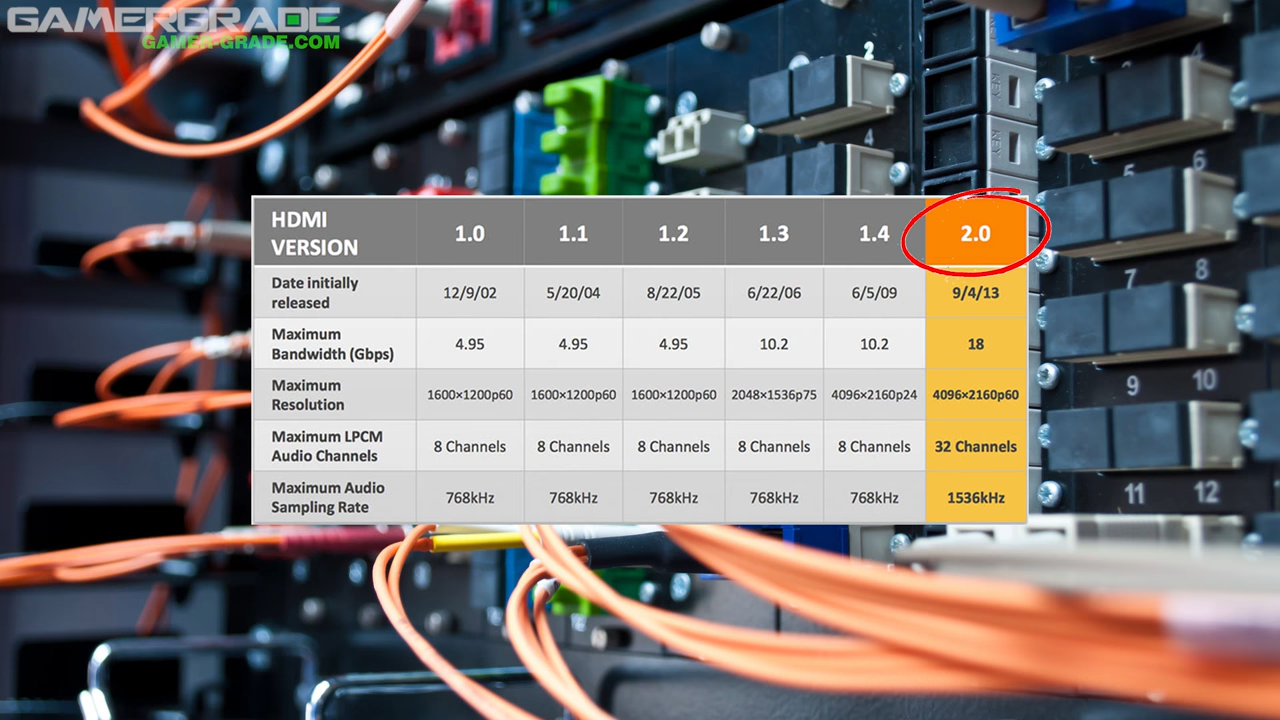 GAMERGRADE
GAMER-GRADE.COM
2
4
KEY
KEY
4
5
6
7
8
9
10
11
12
HDMI VERSION 1.0 1.1 1.2 1.3 1.4 2.0
Date initially released 12/9/02 5/20/04 8/22/05 6/22/06 6/5/09 9/4/13
Maximum Bandwidth (Gbps) 4.95 4.95 4.95 10.2 10.2 18
Maximum Resolution 1600×1200p60 1600×1200p60 1600×1200p60 2048×1536p75 4096×2160p24 4096×2160p60
Maximum LPCM Audio Channels 8 Channels 8 Channels 8 Channels 8 Channels 8 Channels 32 Channels
Maximum Audio Sampling Rate 768kHz 768kHz 768kHz 768kHz 768kHz 1536kHz